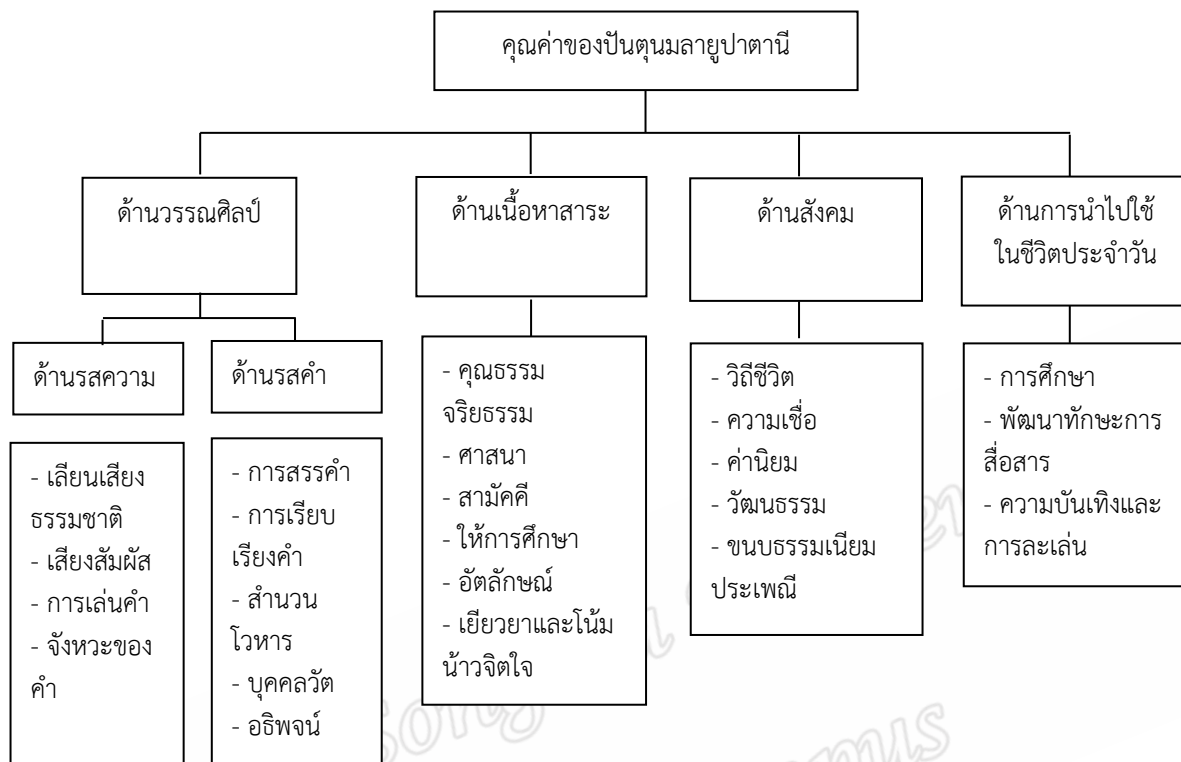 คุณค่าของปันตุนมลายูปาตานี
ด้านวรรณศิลป์
ด้านเนื้อหาสาระ
ด้านสังคม
ด้านการนำไปใช้
ในชีวิตประจำวัน
ด้านรสความ
ด้านรสคำ
- เลียนเสียง
ธรรมชาติ
- เสียงสัมผัส
- การเล่นคำ
- จังหวะของ
คำ
- การสรรคำ
- การเรียบ
เรียงคำ
- สำนวน
โวหาร
- บุคคลวัต
- อธิพจน์
- คุณธรรม
จริยธรรม
- ศาสนา
- สามัคคี
- ให้การศึกษา
- อัตลักษณ์
- เยียวยาและโน้ม
น้าวจิตใจ
- วิถีชีวิต
- ความเชื่อ
- ค่านิยม
- วัฒนธรรม
- ขนบธรรมเนียม
ประเพณี
- การศึกษา
- พัฒนาทักษะการ
สื่อสาร
- ความบันเทิงและ
การละเล่น